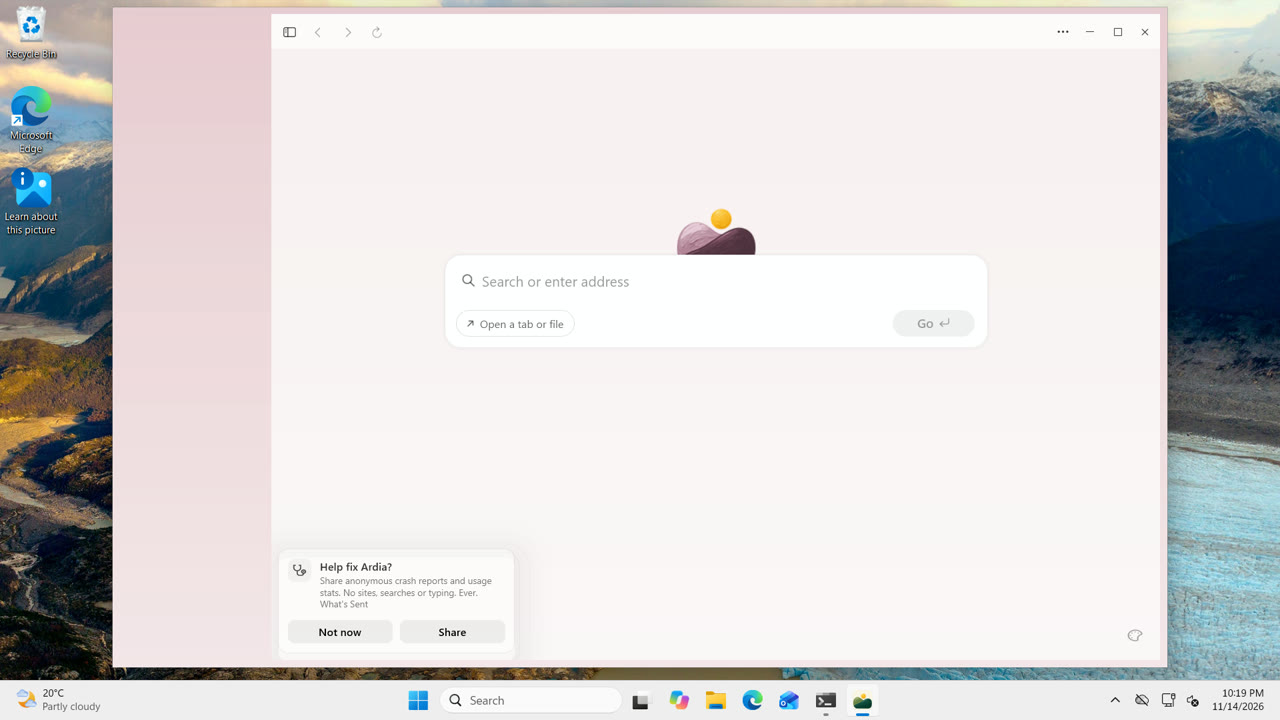 Recycle Bin
Microsoft
Edge
Learn about
this picture
Search or enter address
Open a tab or file
Go
Help fix Ardia?
Share anonymous crash reports and usage
stats. No sites, searches or typing. Ever.
What's Sent
Not now
Share
20°C
Partly cloudy
Search
10:19 PM
11/14/2026